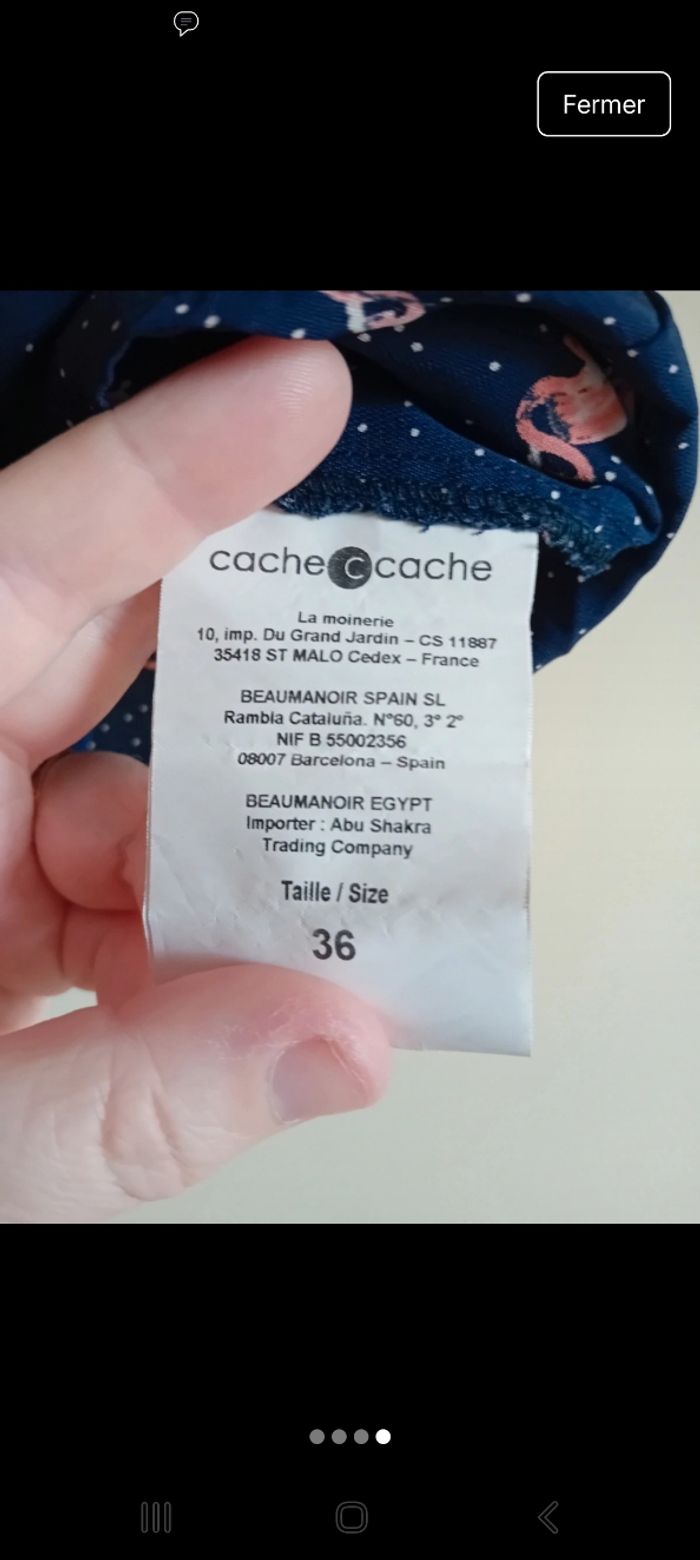 Fermer
cache c cache
La moinerie
10, imp. Du Grand Jardin – CS 11887
35418 ST MALO Cedex – France
BEAUMANOIR SPAIN SL
Rambla Cataluña. N°60, 3° 2°
NIF B 55002356
08007 Barcelona – Spain
BEAUMANOIR EGYPT
Importer : Abu Shakra
Trading Company
Taille / Size
36